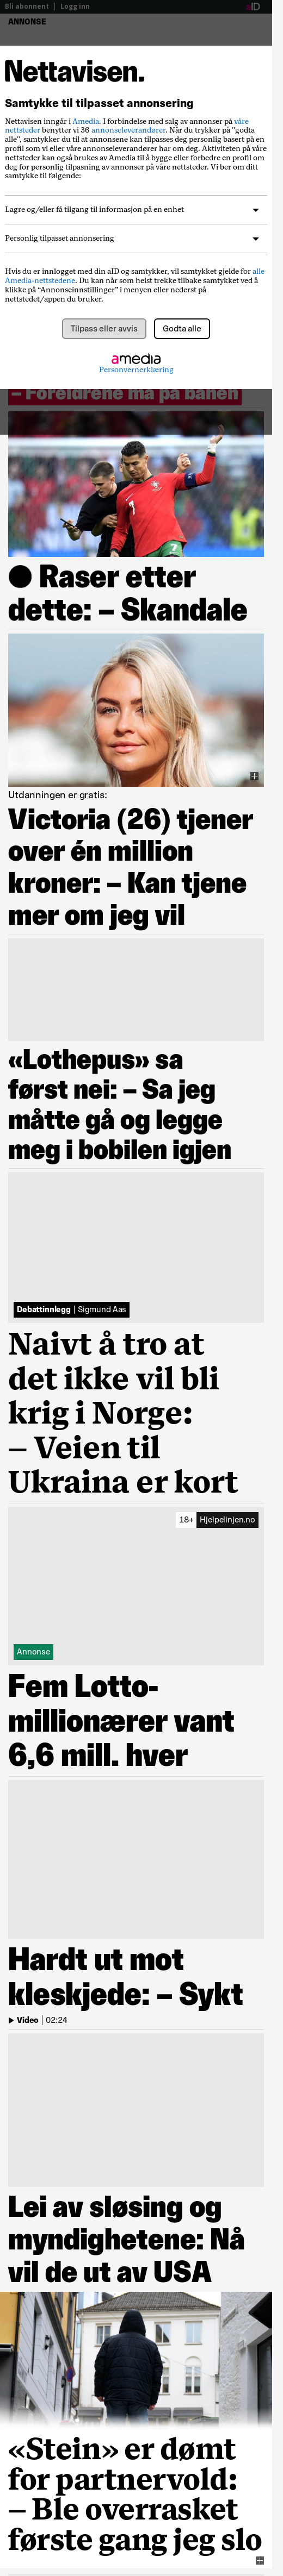 Bli abonnent | Logg inn
aID
ANNONSE
Nettavisen.
Samtykke til tilpasset annonsering
Nettavisen inngår i Amedia. I forbindelse med salg av annonser på våre
nettsteder benytter vi 36 annonseleverandører. Når du trykker på "godta
alle", samtykker du til at annonsene kan tilpasses deg personlig basert på en
profil som vi eller våre annonseleverandører har om deg. Aktiviteten på våre
nettsteder kan også brukes av Amedia til å bygge eller forbedre en profil om
deg for personlig tilpasning av annonser på våre nettsteder. Vi ber om ditt
samtykke til følgende:
Lagre og/eller få tilgang til informasjon på en enhet
Personlig tilpasset annonsering
Hvis du er innlogget med din aID og samtykker, vil samtykket gjelde for alle
Amedia-nettstedene. Du kan når som helst trekke tilbake samtykket ved å
klikke på “Annonseinnstillinger” i menyen eller nederst på
nettstedet/appen du bruker.
Tilpass eller avvis
Godta alle
amedia
Personvernerklæring
– Foreldrene må på banen
7
● Raser etter
dette: – Skandale
Utdanningen er gratis:
Victoria (26) tjener
over én million
kroner: – Kan tjene
mer om jeg vil
«Lothepus» sa
først nei: – Sa jeg
måtte gå og legge
meg i bobilen igjen
Debattinnlegg | Sigmund Aas
Naivt å tro at
det ikke vil bli
krig i Norge:
– Veien til
Ukraina er kort
18+ Hjelpelinjen.no
Annonse
Fem Lotto-
millionærer vant
6,6 mill. hver
Hardt ut mot
kleskjede: – Sykt
Video | 02:24
Lei av sløsing og
myndighetene: Nå
vil de ut av USA
«Stein» er dømt
for partnervold:
– Ble overrasket
første gang jeg slo